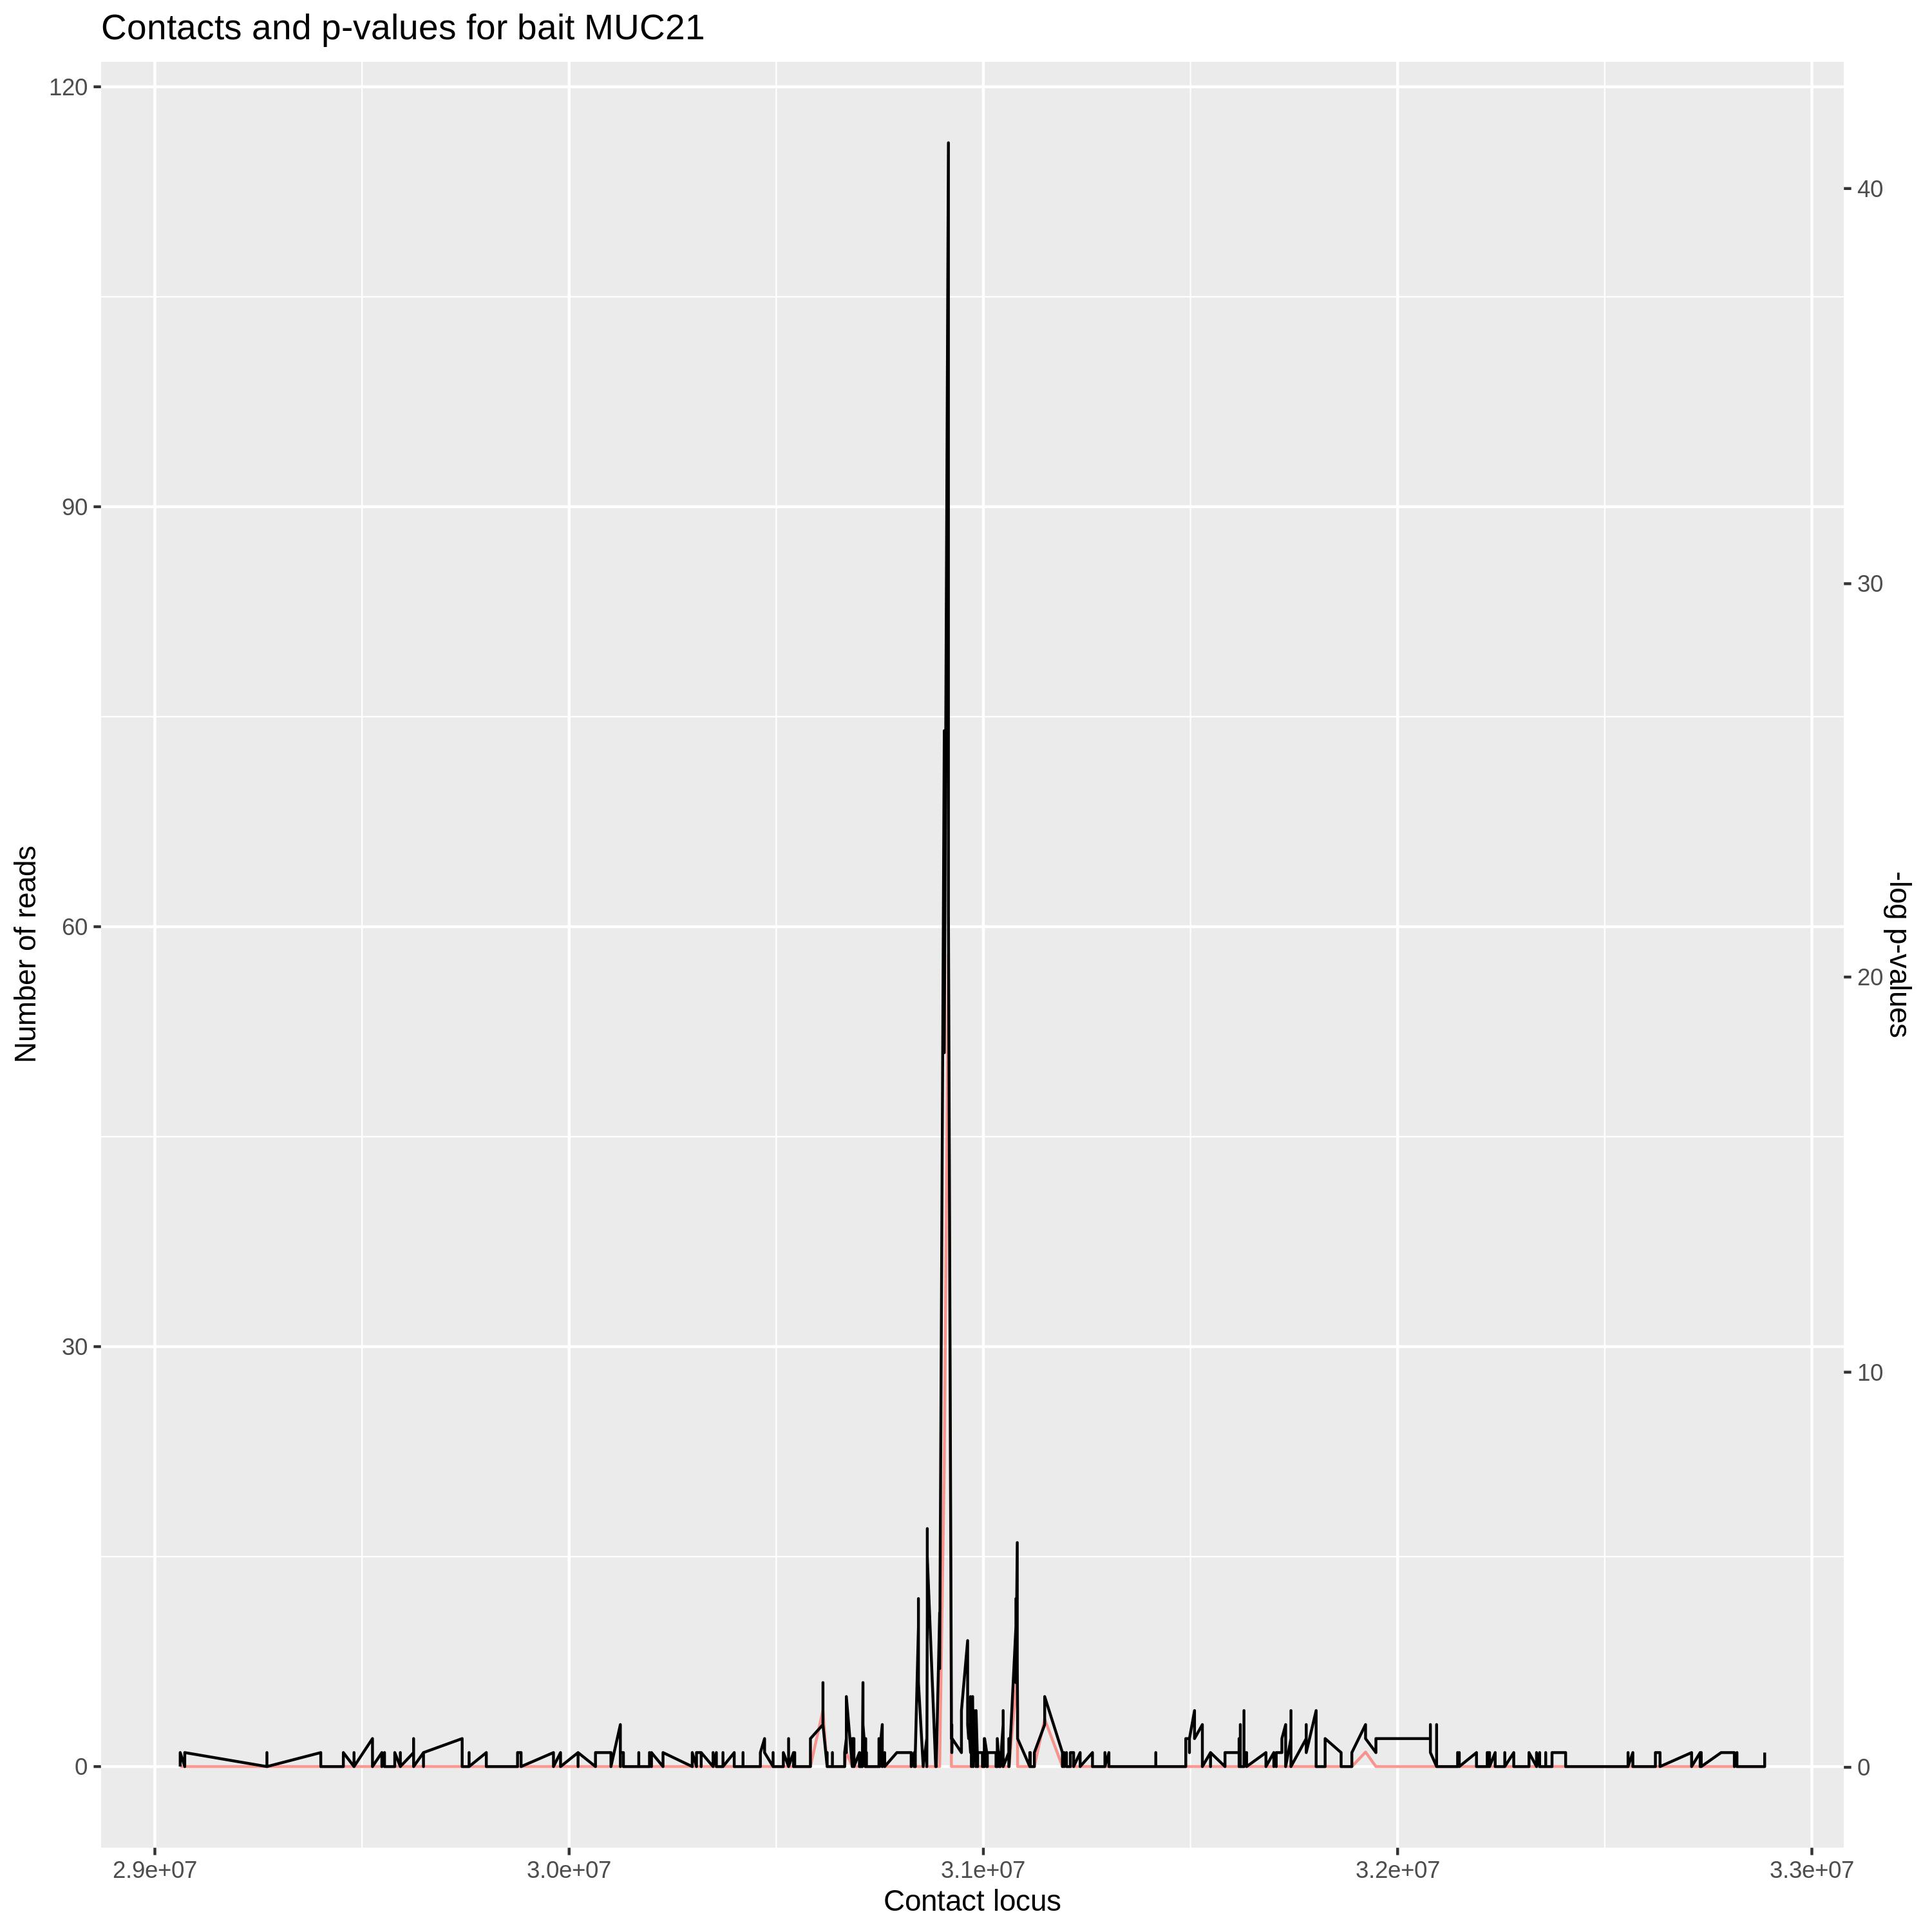 Contacts and p-values for bait MUC21
120
90
60
30
0
Number of reads
40
30
20
10
0
-log p-values
2.9e+07
3.0e+07
3.1e+07
3.2e+07
3.3e+07
Contact locus